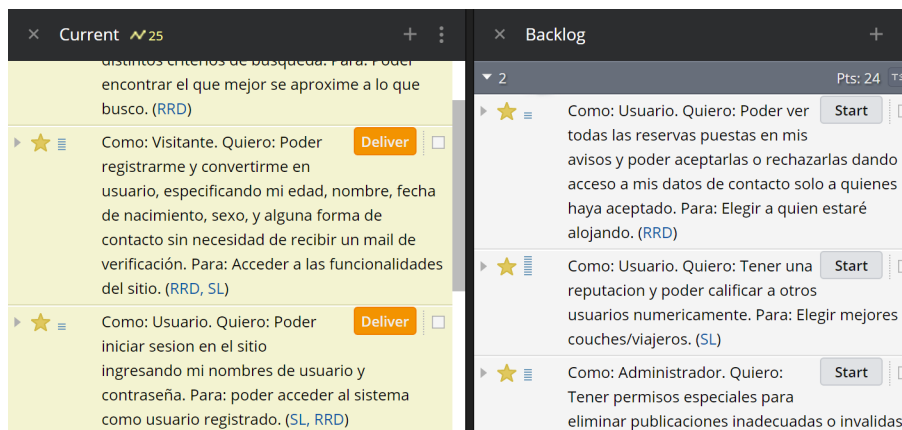 Current 25
distintos criterios de búsqueda. Para: Poder
encontrar el que mejor se aproxime a lo que
busco. (RRD)
Como: Visitante. Quiero: Poder Deliver
registrarme y convertirme en
usuario, especificando mi edad, nombre, fecha
de nacimiento, sexo, y alguna forma de
contacto sin necesidad de recibir un mail de
verificación. Para: Acceder a las funcionalidades
del sitio. (RRD, SL)
Como: Usuario. Quiero: Poder Deliver
iniciar sesion en el sitio
ingresando mi nombres de usuario y
contraseña. Para: poder acceder al sistema
como usuario registrado. (SL, RRD)
Backlog
2 Pts: 24
Como: Usuario. Quiero: Poder ver Start
todas las reservas puestas en mis
avisos y poder aceptarlas o rechazarlas dando
acceso a mis datos de contacto solo a quienes
haya aceptado. Para: Elegir a quien estaré
alojando. (RRD)
Como: Usuario. Quiero: Tener una Start
reputacion y poder calificar a otros
usuarios numericamente. Para: Elegir mejores
couches/viajeros. (SL)
Como: Administrador. Quiero: Start
Tener permisos especiales para
eliminar publicaciones inadecuadas o invalidas